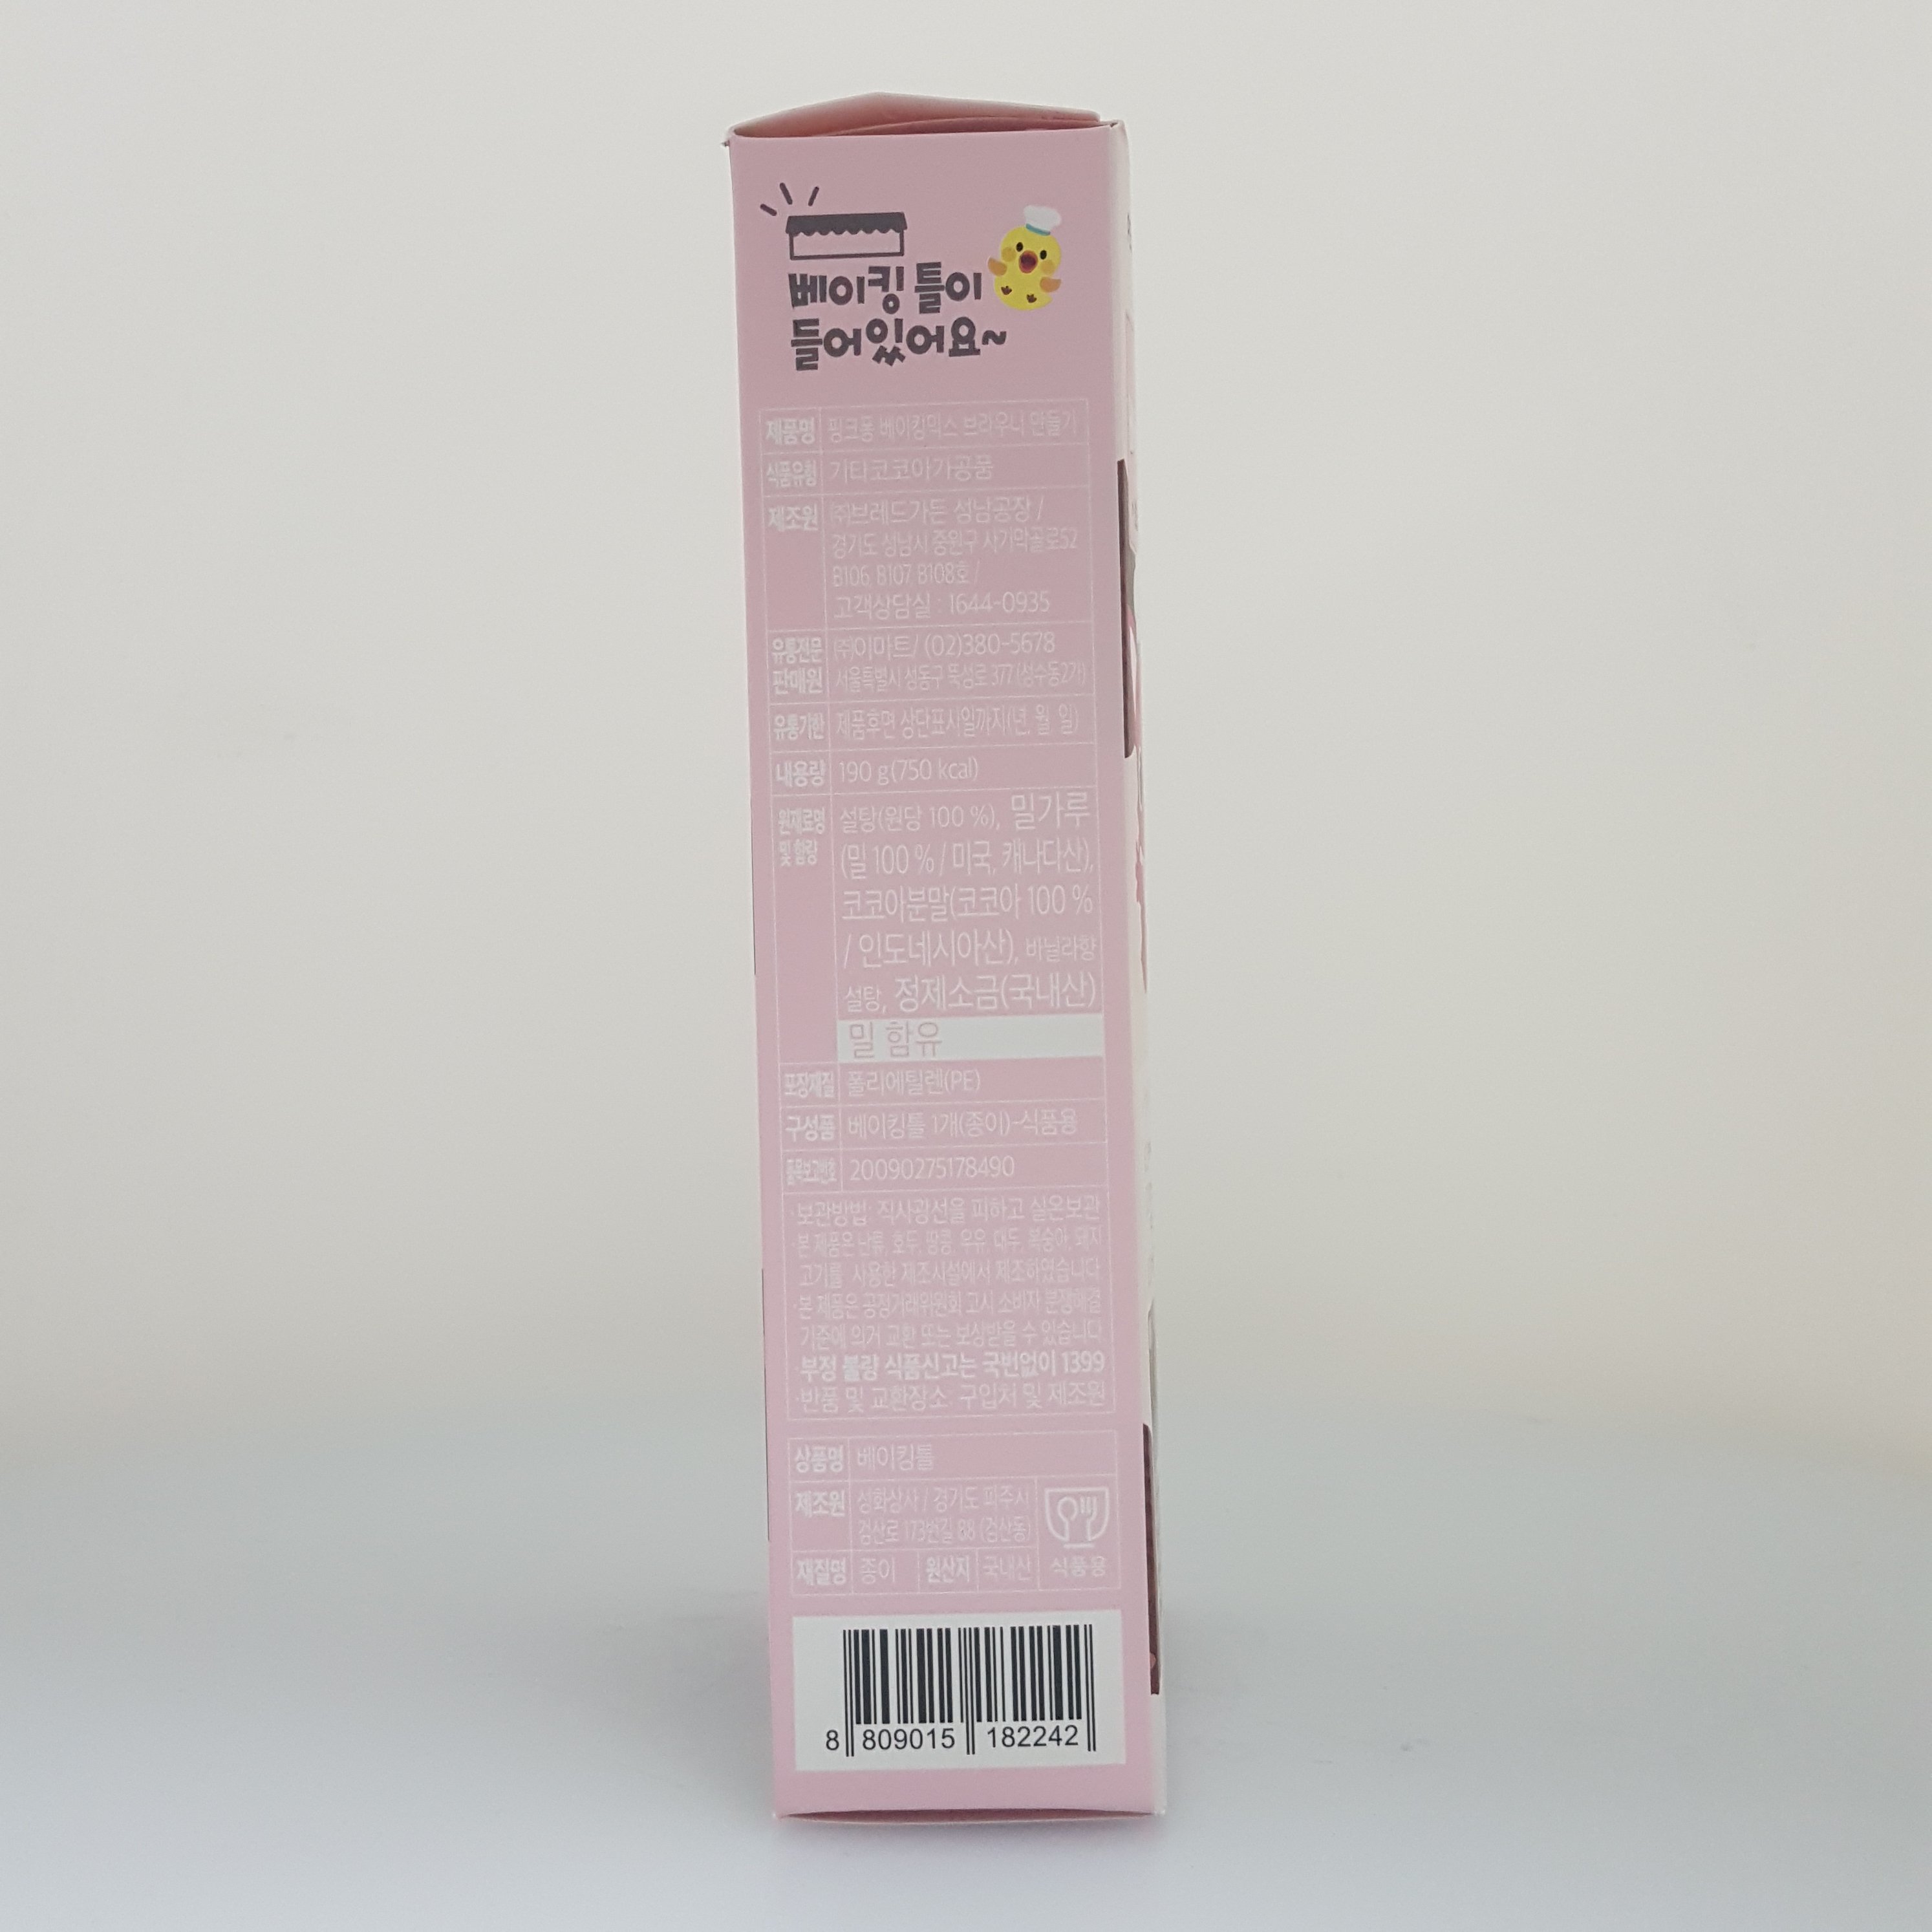 베이킹 틀이
들어있어요~
제품명 핑크퐁 베이킹믹스 브라우니 만들기
식품유형 기타코코아가공품
제조원 ㈜브레드가든 성남공장 /
경기도 성남시 중원구 사기막골로52
B106, B107, B108호 /
고객상담실 : 1644-0935
유통전문 ㈜이마트/ (02)380-5678
판매원 서울특별시 성동구 뚝섬로 377 (성수동2가)
유통기한 제품후면 상단표시일까지(년, 월, 일)
내용량 190 g(750 kcal)
원재료명 설탕(원당 100 %), 밀가루
및 함량 (밀 100 % / 미국, 캐나다산),
코코아분말(코코아 100 %
/ 인도네시아산), 바닐라향
설탕, 정제소금(국내산)
밀 함유
포장재질 폴리에틸렌(PE)
구성품 베이킹틀 1개(종이)-식품용
품목보고번호 20090275178490
·보관방법: 직사광선을 피하고 실온보관
·본 제품은 난류, 호두, 땅콩, 우유, 대두, 복숭아, 돼지
고기를 사용한 제조시설에서 제조하였습니다
·본 제품은 공정거래위원회 고시 소비자 분쟁해결
기준에 의거 교환 또는 보상받을 수 있습니다
·부정 불량 식품신고는 국번없이 1399
·반품 및 교환장소: 구입처 및 제조원
상품명 베이킹틀
제조원 성화상사 / 경기도 파주시
검산로 173번길 88 (검산동)
재질명 종이 원산지 국내산 식품용
8 809015 182242